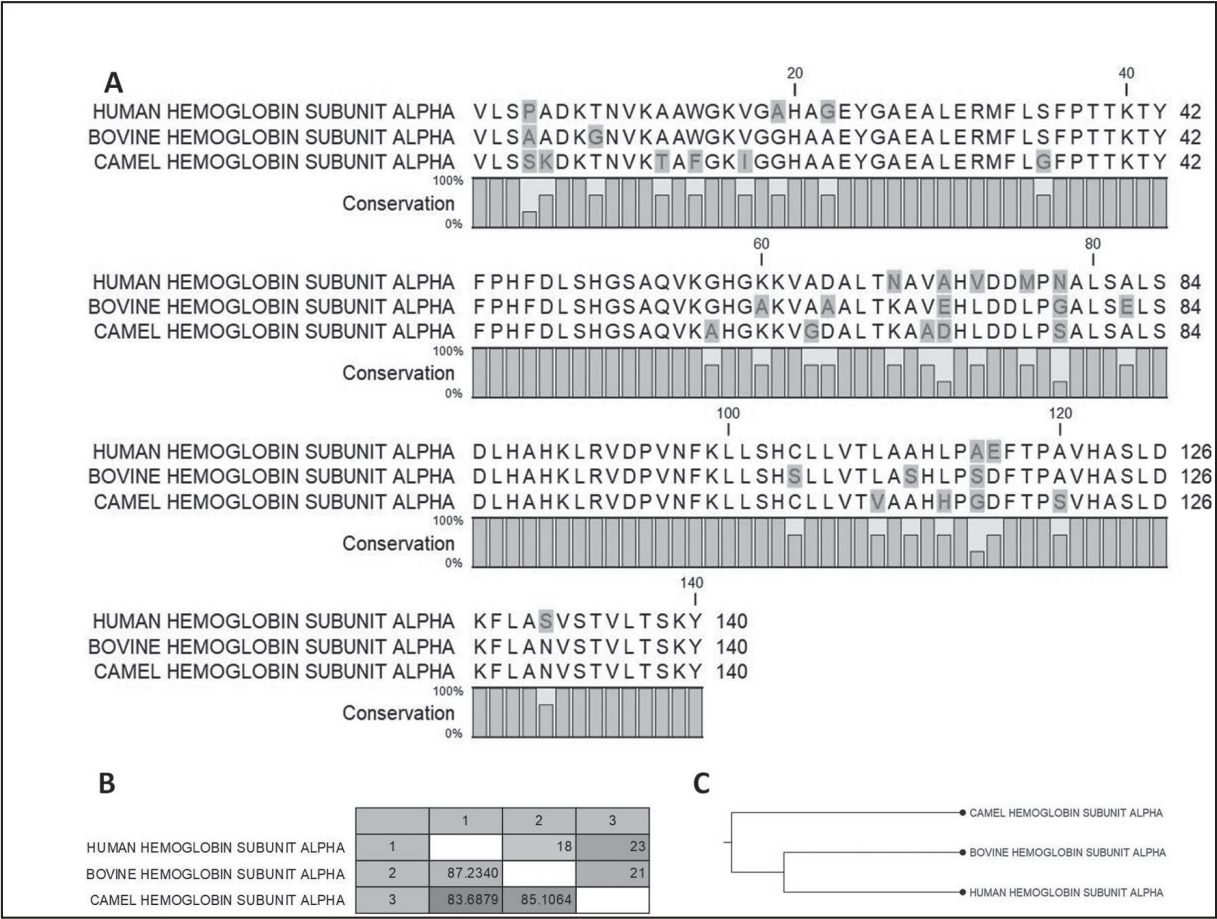 A
20 40
HUMAN HEMOGLOBIN SUBUNIT ALPHA VLSPADKTNVKAAWGKVGAHAGEYGAEALERMFLSFPTTKTY 42
BOVINE HEMOGLOBIN SUBUNIT ALPHA VLSAADKGNVKAAWGKVGGHAAEYGAEALERMFLSFPTTKTY 42
CAMEL HEMOGLOBIN SUBUNIT ALPHA VLSSKDKTNVKTAFGKIGGHAAEYGAEALERMFLGFPTTKTY 42
100%
Conservation
0%
60 80
HUMAN HEMOGLOBIN SUBUNIT ALPHA FPHFDLSHGSAQVKGHGKKVADALTNAVAHVDDMPNALSALS 84
BOVINE HEMOGLOBIN SUBUNIT ALPHA FPHFDLSHGSAQVKGHGAKVAAALTKAVEHLDDLPGALSELS 84
CAMEL HEMOGLOBIN SUBUNIT ALPHA FPHFDLSHGSAQVKAHGKKVGDALTKAADHLDDLPSALSALS 84
100%
Conservation
0%
100 120
HUMAN HEMOGLOBIN SUBUNIT ALPHA DLHAHKLRVDPVNFKLLSHCLLVTLAAHLPAEFTPAVHASLD 126
BOVINE HEMOGLOBIN SUBUNIT ALPHA DLHAHKLRVDPVNFKLLSHSLLVTLASHLPSDFTPAVHASLD 126
CAMEL HEMOGLOBIN SUBUNIT ALPHA DLHAHKLRVDPVNFKLLSHCLLVTVAAHHPGDFTPSVHASLD 126
100%
Conservation
0%
140
HUMAN HEMOGLOBIN SUBUNIT ALPHA KFLASVSTVLTSKY 140
BOVINE HEMOGLOBIN SUBUNIT ALPHA KFLANVSTVLTSKY 140
CAMEL HEMOGLOBIN SUBUNIT ALPHA KFLANVSTVLTSKY 140
100%
Conservation
0%
B
1 2 3
HUMAN HEMOGLOBIN SUBUNIT ALPHA 1 18 23
BOVINE HEMOGLOBIN SUBUNIT ALPHA 2 87.2340 21
CAMEL HEMOGLOBIN SUBUNIT ALPHA 3 83.6879 85.1064
C
CAMEL HEMOGLOBIN SUBUNIT ALPHA
BOVINE HEMOGLOBIN SUBUNIT ALPHA
HUMAN HEMOGLOBIN SUBUNIT ALPHA